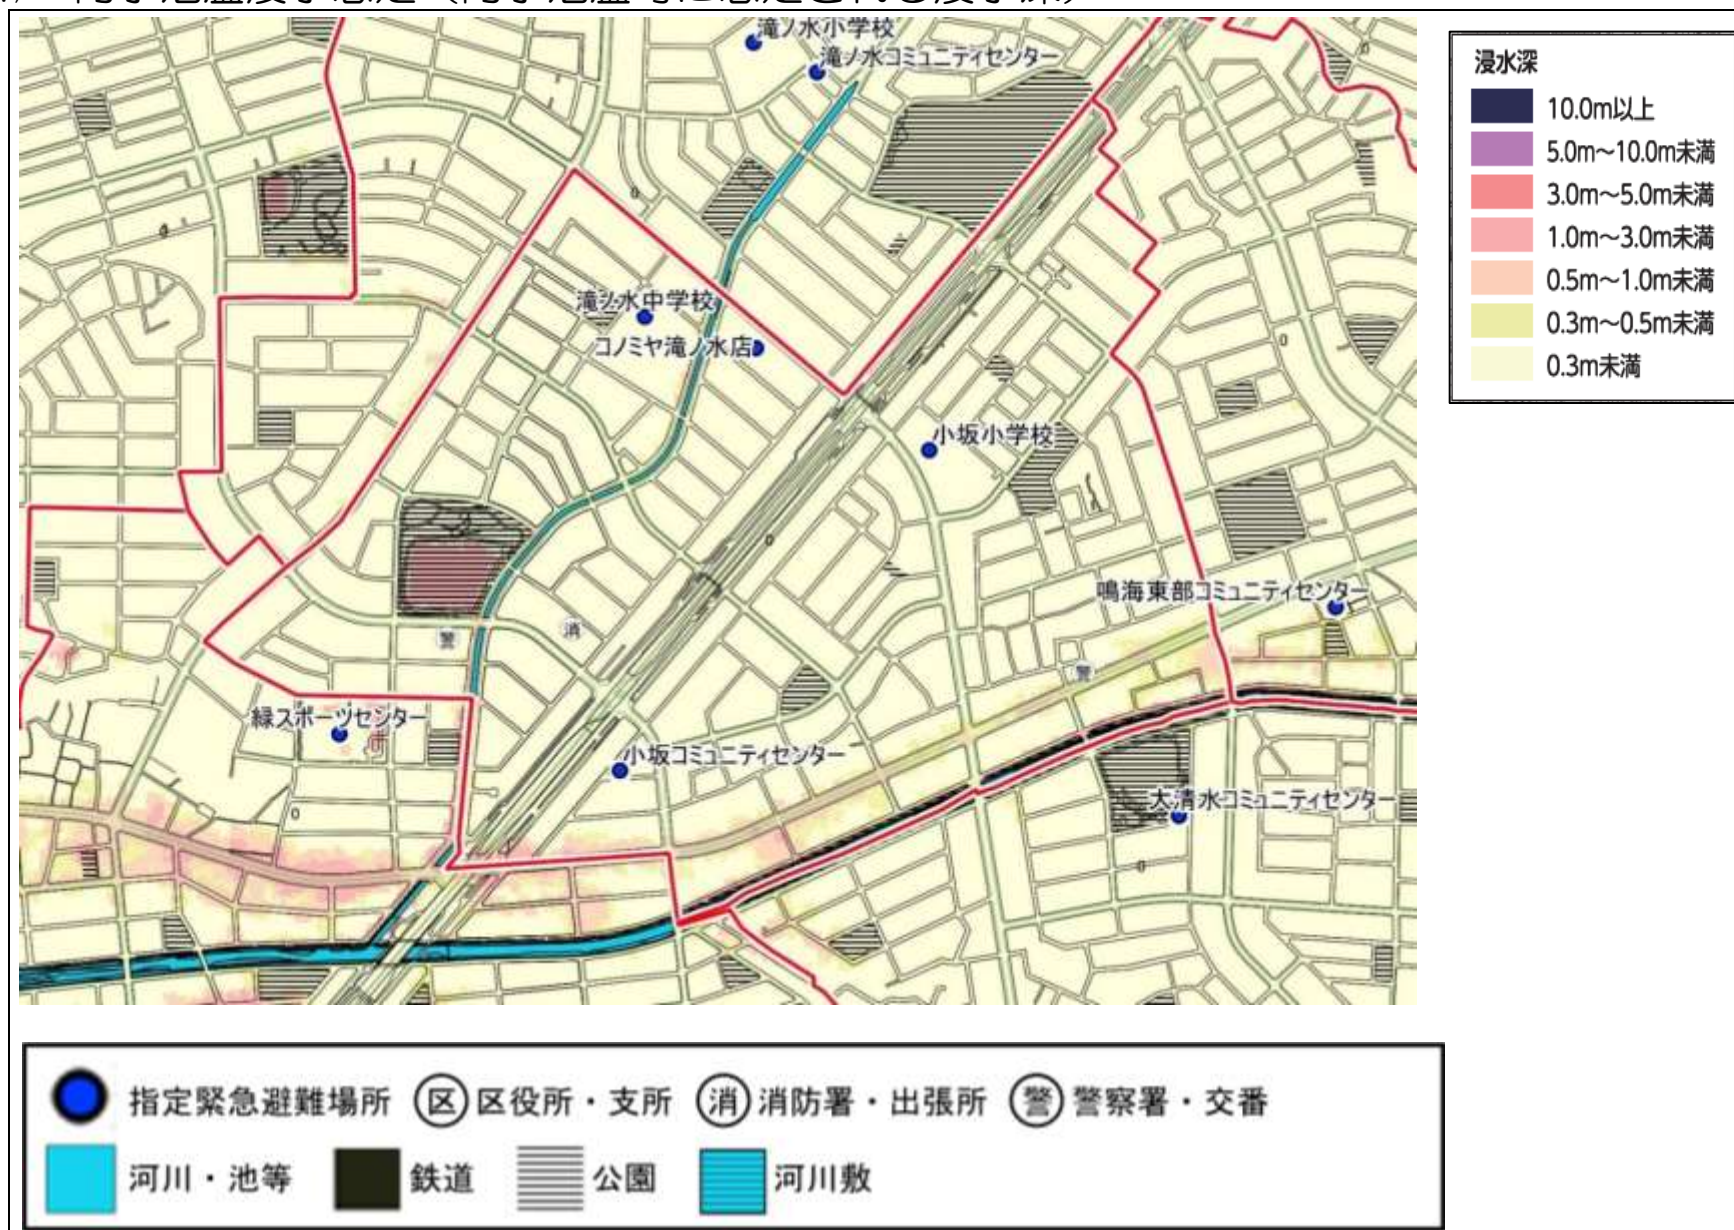 滝ノ水小学校
滝ノ水コミュニティセンター
滝ノ水中学校
コノミヤ滝ノ水店
小坂小学校
鳴海東部コミュニティセンター
消
警
警
緑スポーツセンター
小坂コミュニティセンター
大清水コミュニティセンター
浸水深
10.0m以上
5.0m～10.0m未満
3.0m～5.0m未満
1.0m～3.0m未満
0.5m～1.0m未満
0.3m～0.5m未満
0.3m未満
指定緊急避難場所 区 区役所・支所 消 消防署・出張所 警 警察署・交番
河川・池等 鉄道 公園 河川敷